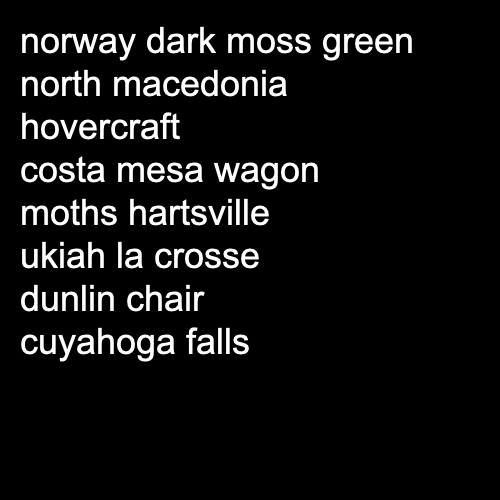 norway dark moss green
north macedonia
hovercraft
costa mesa wagon
moths hartsville
ukiah la crosse
dunlin chair
cuyahoga falls